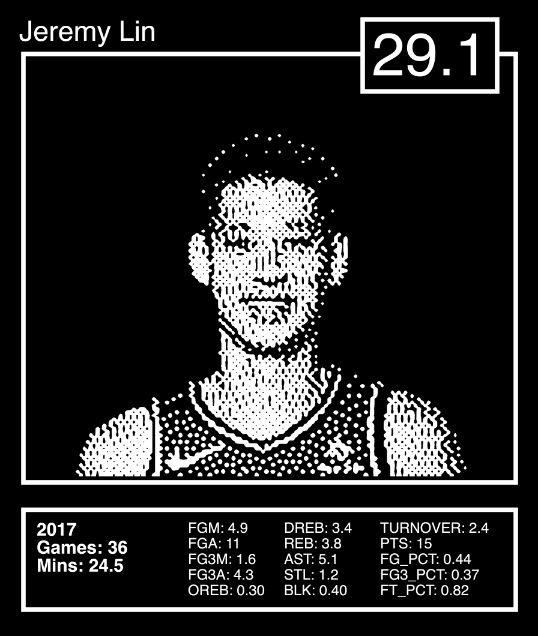 Jeremy Lin
29.1
2017
Games: 36
Mins: 24.5
FGM: 4.9
FGA: 11
FG3M: 1.6
FG3A: 4.3
OREB: 0.30
DREB: 3.4
REB: 3.8
AST: 5.1
STL: 1.2
BLK: 0.40
TURNOVER: 2.4
PTS: 15
FG_PCT: 0.44
FG3_PCT: 0.37
FT_PCT: 0.82